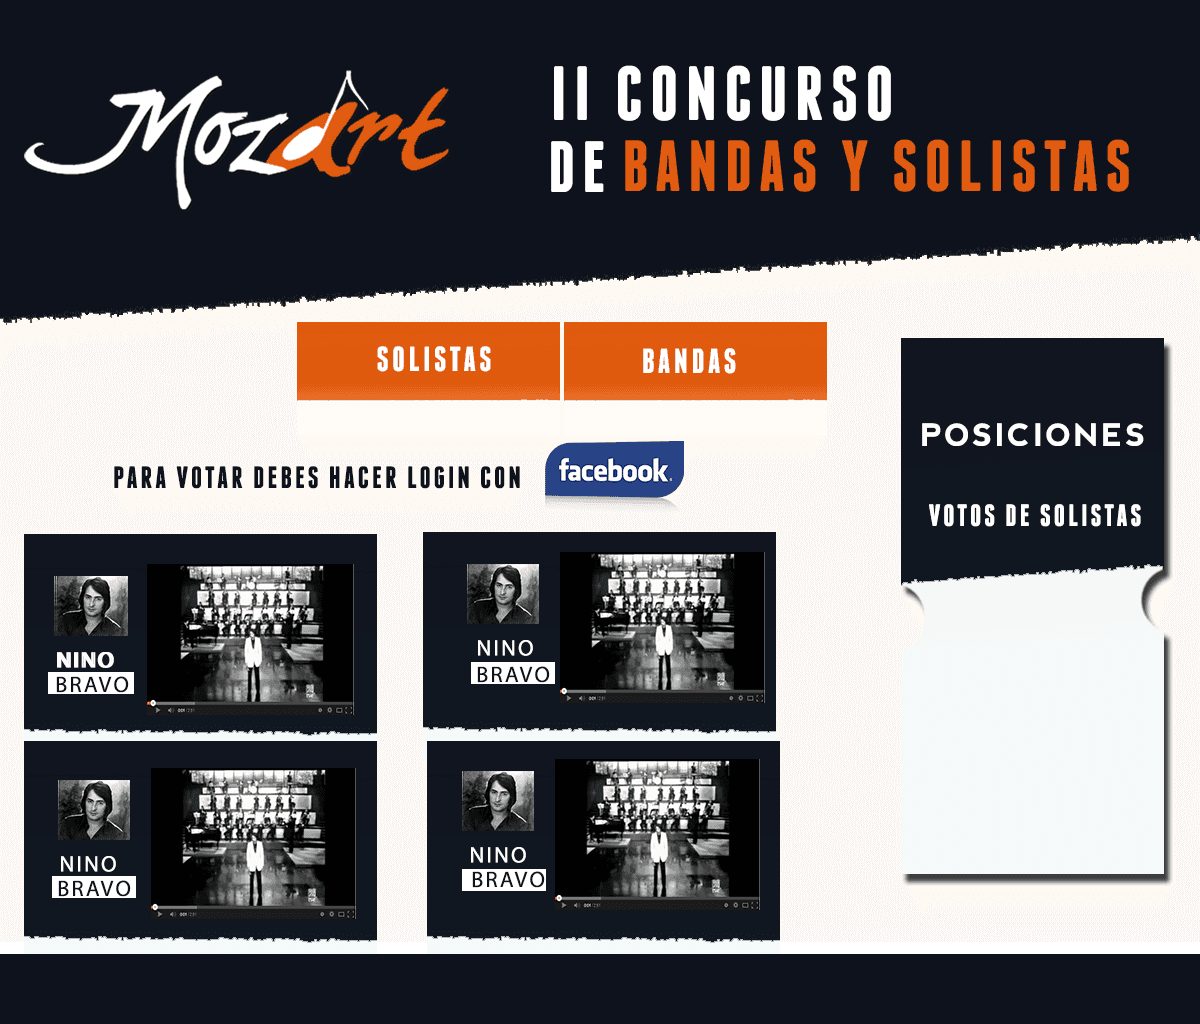 Mozart
II CONCURSO
DE BANDAS Y SOLISTAS
SOLISTAS
BANDAS
PARA VOTAR DEBES HACER LOGIN CON
facebook.
POSICIONES
VOTOS DE SOLISTAS
NINO
BRAVO
NINO
BRAVO
NINO
BRAVO
NINO
BRAVO